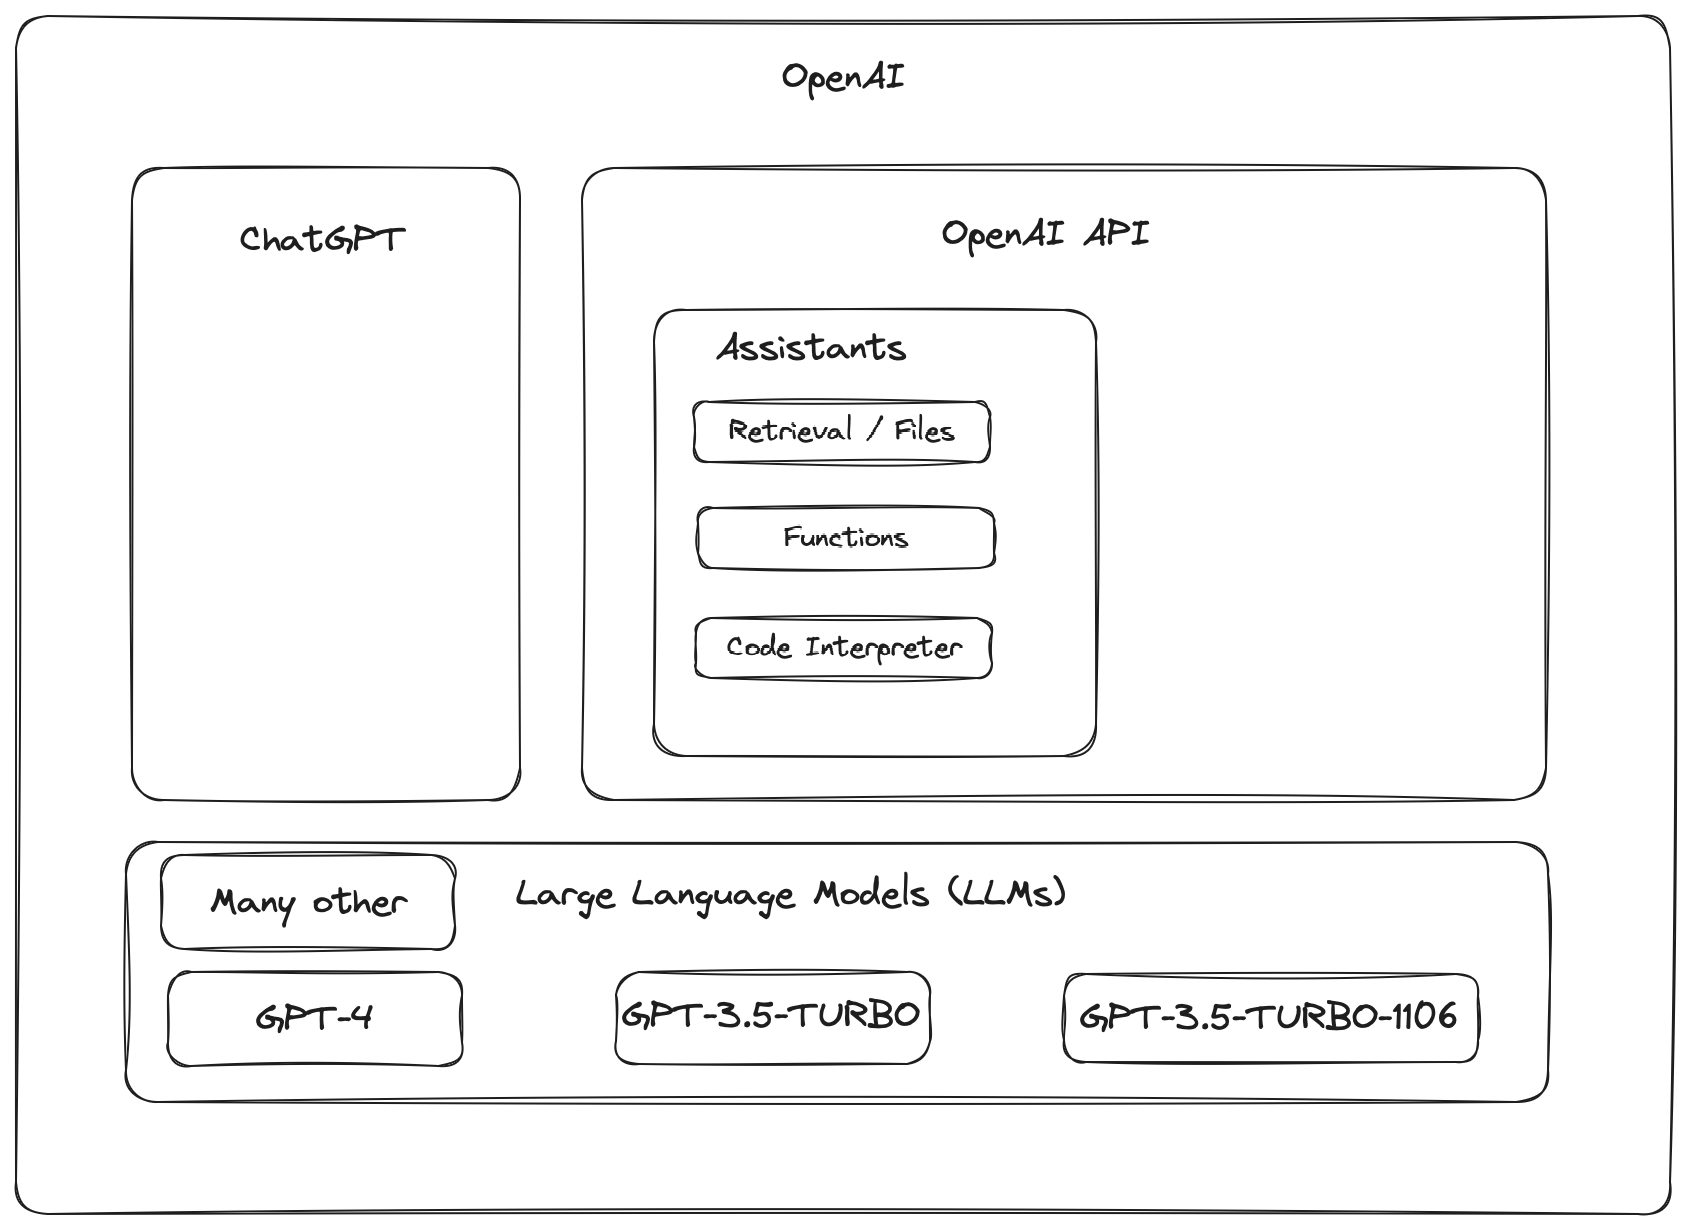 OpenAI
ChatGPT
OpenAI API
Assistants
Retrieval / Files
Functions
Code Interpreter
Many other
Large Language Models (LLMs)
GPT-4
GPT-3.5-TURBO
GPT-3.5-TURBO-1106